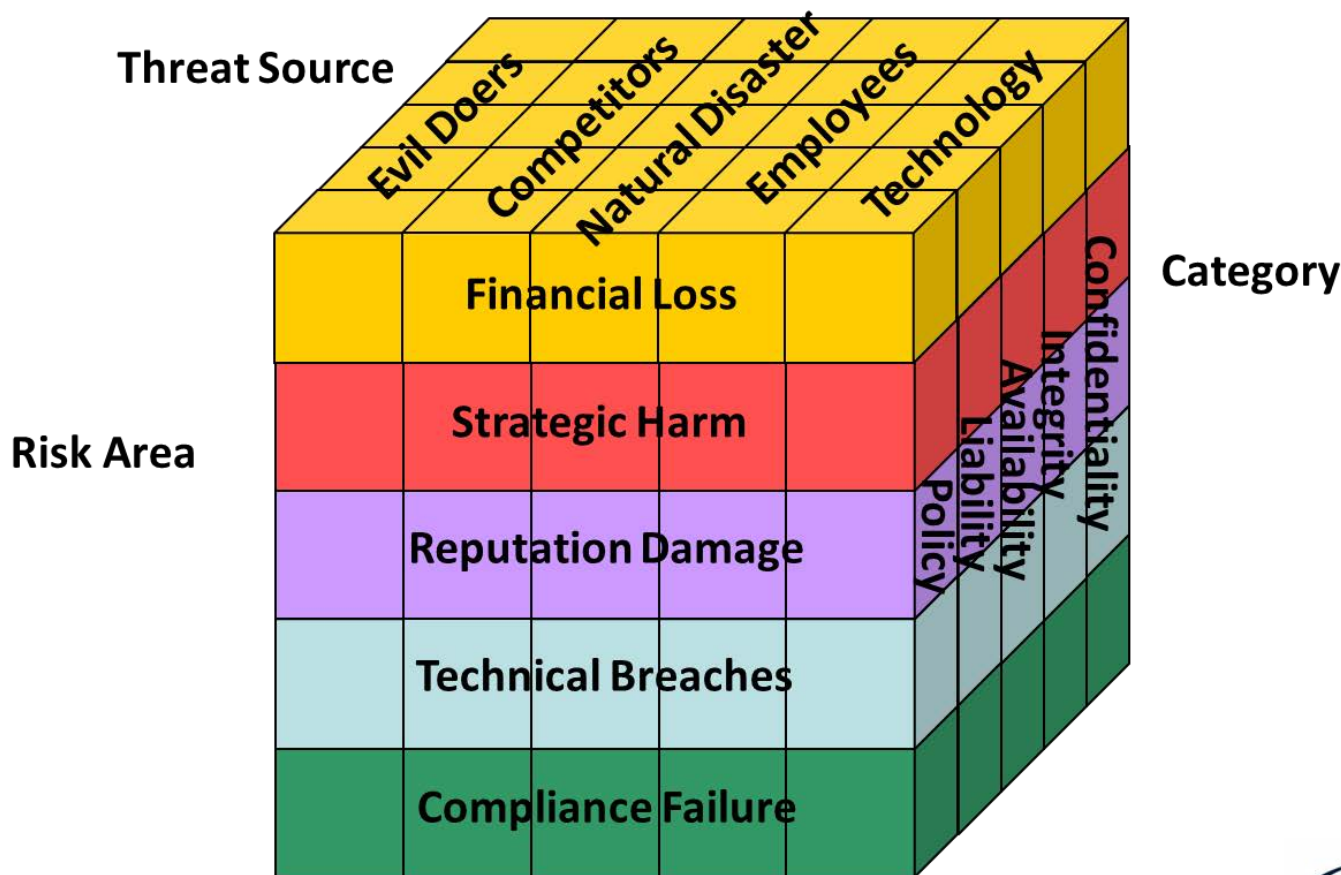 Threat Source
Evil Doers
Competitors
Natural Disaster
Employees
Technology
Category
Financial Loss
Strategic Harm
Risk Area
Reputation Damage
Technical Breaches
Compliance Failure
Policy
Liability
Availability
Integrity
Confidentiality